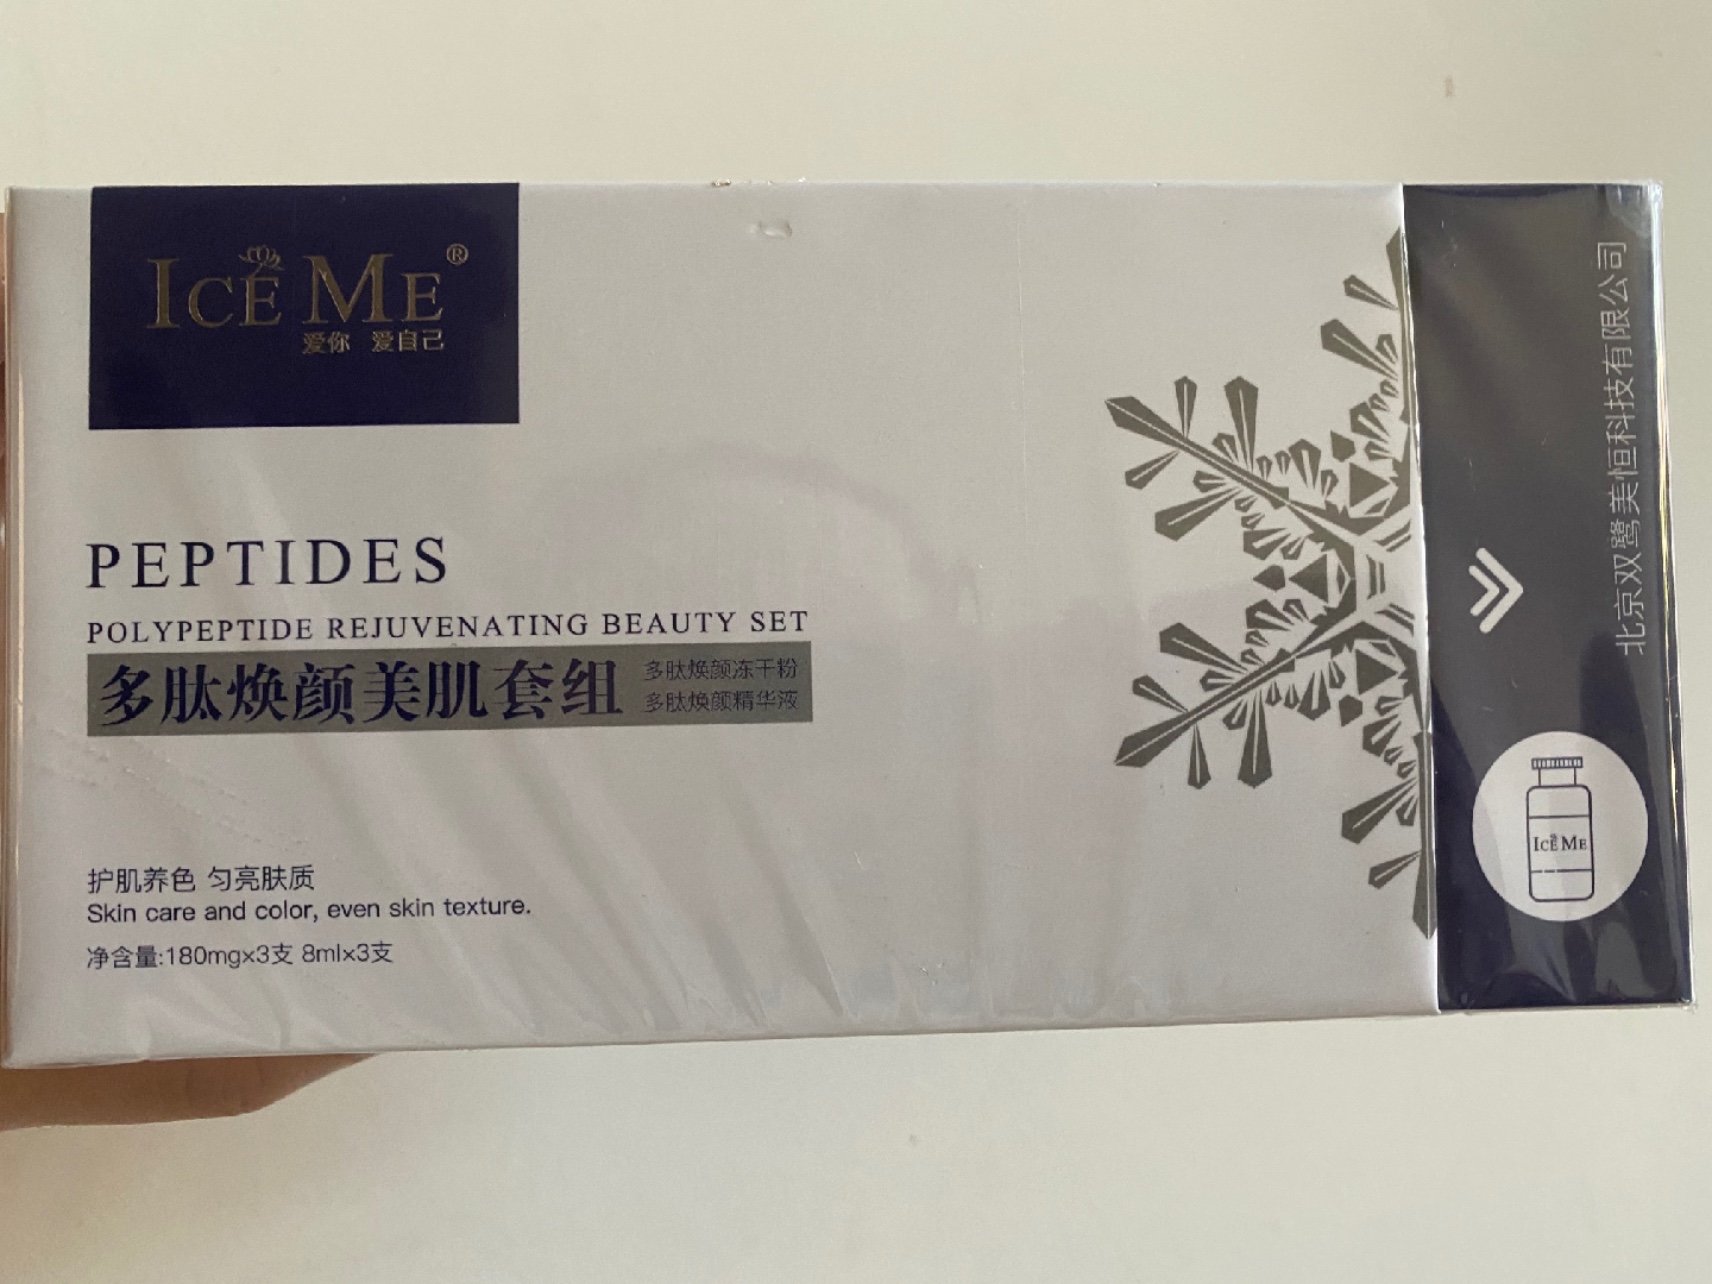 ICE ME®
爱你 爱自己
PEPTIDES
POLYPEPTIDE REJUVENATING BEAUTY SET
多肽焕颜美肌套组
多肽焕颜冻干粉
多肽焕颜精华液
护肌养色 匀亮肤质
Skin care and color, even skin texture.
净含量:180mg×3支 8ml×3支
北京双鹭美恒科技有限公司
ICE ME